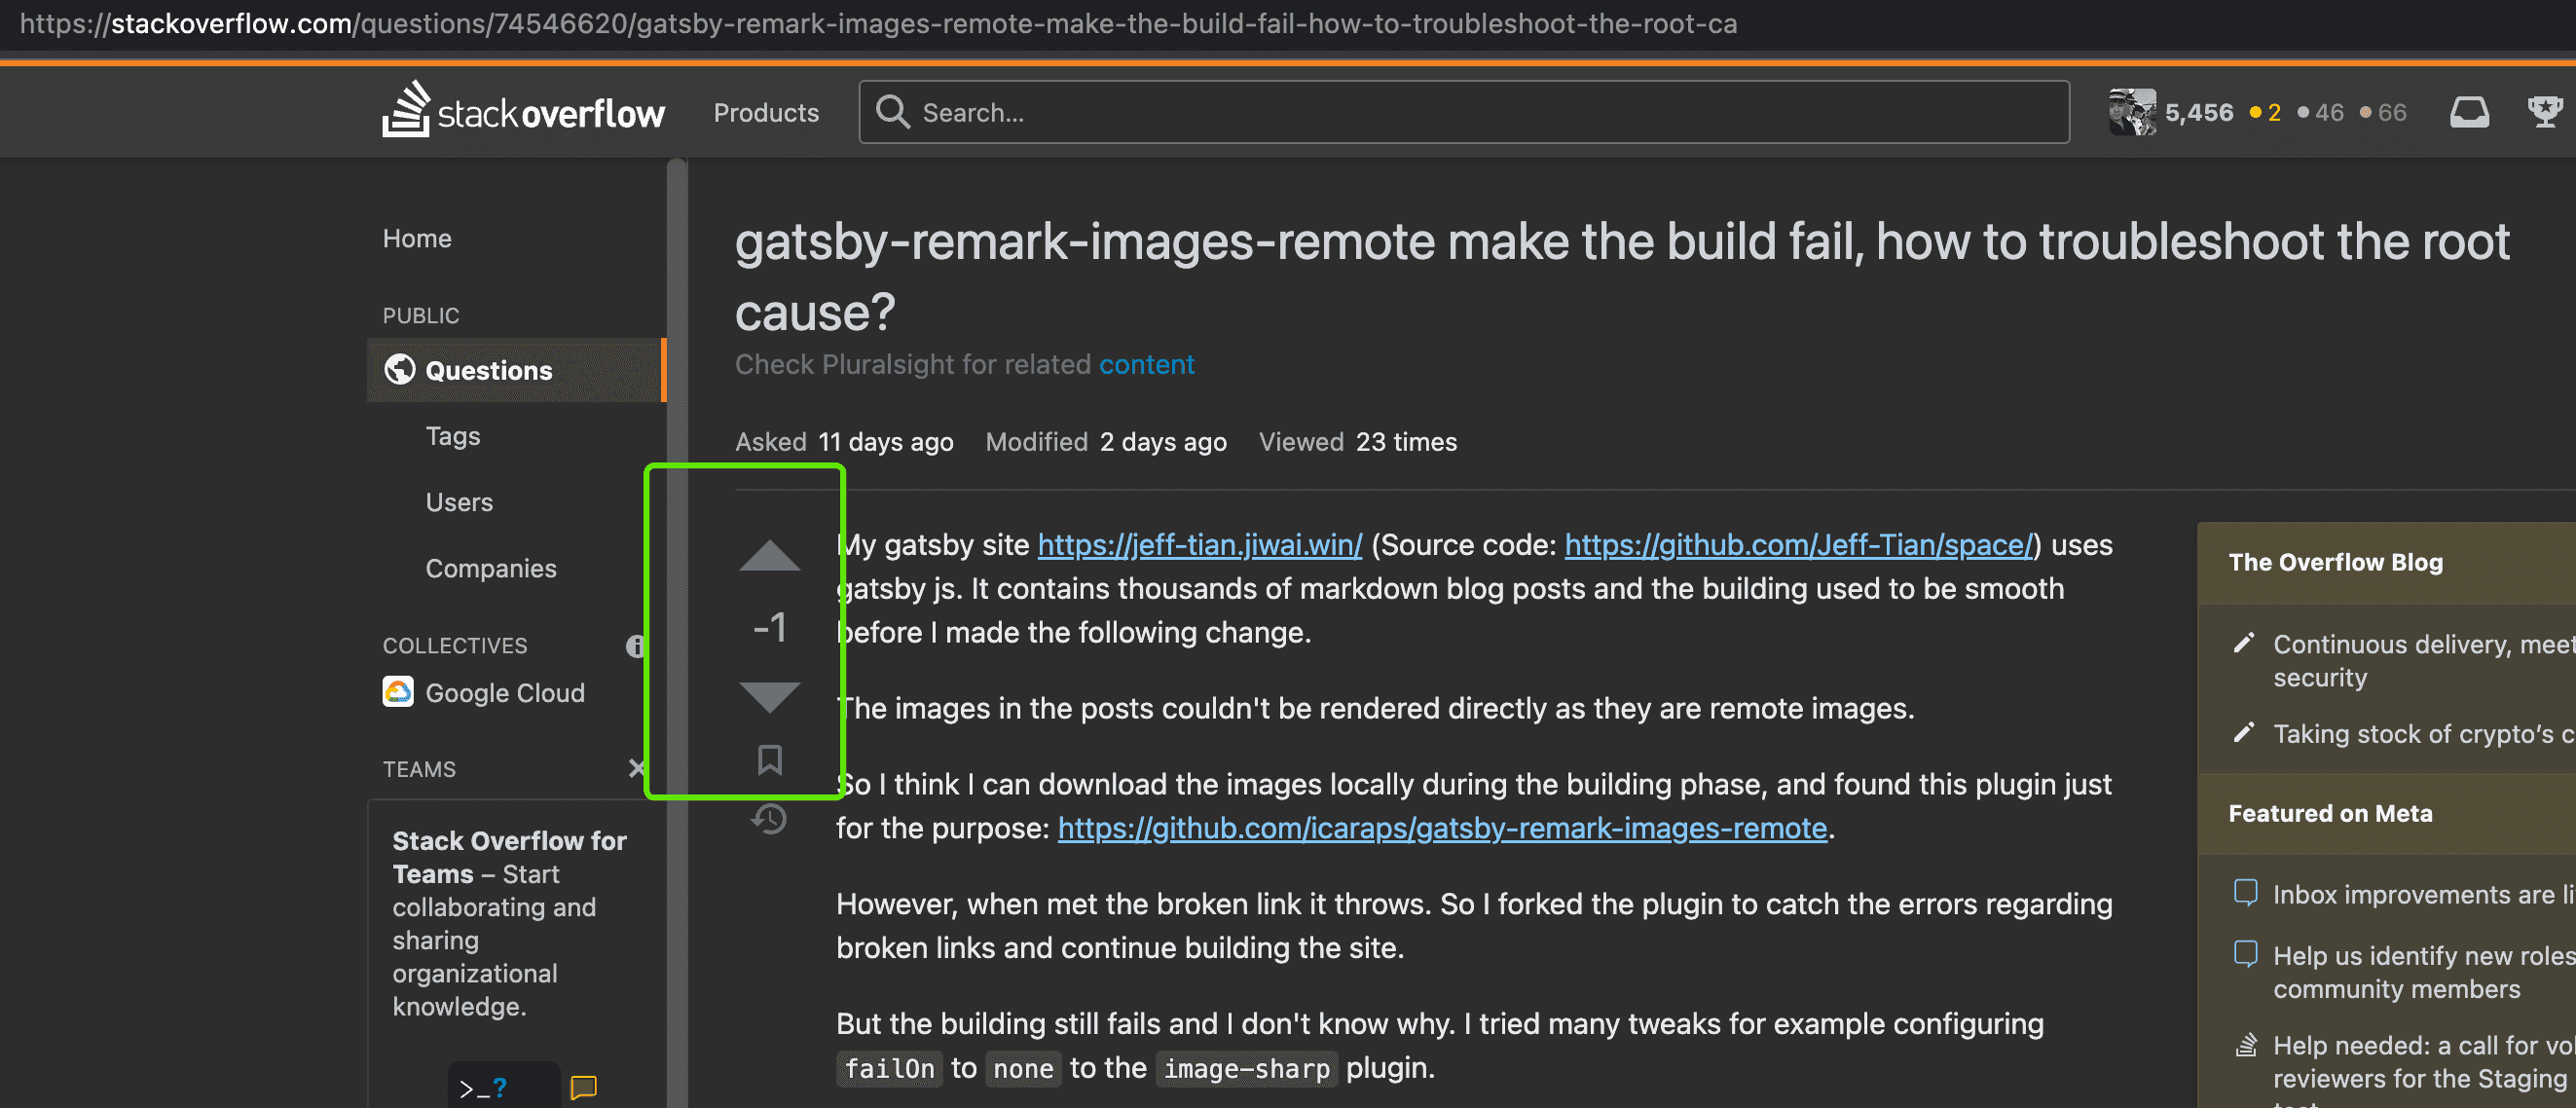 https://stackoverflow.com/questions/74546620/gatsby-remark-images-remote-make-the-build-fail-how-to-troubleshoot-the-root-ca
stackoverflow
Products
Search...
5,456
2
46
66
Home
PUBLIC
Questions
Tags
Users
Companies
COLLECTIVES
Google Cloud
TEAMS
Stack Overflow for
Teams – Start
collaborating and
sharing
organizational
knowledge.
>_?
gatsby-remark-images-remote make the build fail, how to troubleshoot the root
cause?
Check Pluralsight for related content
Asked 11 days ago Modified 2 days ago Viewed 23 times
-1
My gatsby site https://jeff-tian.jiwai.win/ (Source code: https://github.com/Jeff-Tian/space/) uses
gatsby js. It contains thousands of markdown blog posts and the building used to be smooth
before I made the following change.
The images in the posts couldn't be rendered directly as they are remote images.
So I think I can download the images locally during the building phase, and found this plugin just
for the purpose: https://github.com/icaraps/gatsby-remark-images-remote.
However, when met the broken link it throws. So I forked the plugin to catch the errors regarding
broken links and continue building the site.
But the building still fails and I don't know why. I tried many tweaks for example configuring
failOn to none to the image-sharp plugin.
The Overflow Blog
Continuous delivery, meet
security
Taking stock of crypto’s c
Featured on Meta
Inbox improvements are li
Help us identify new roles
community members
Help needed: a call for vo
reviewers for the Staging